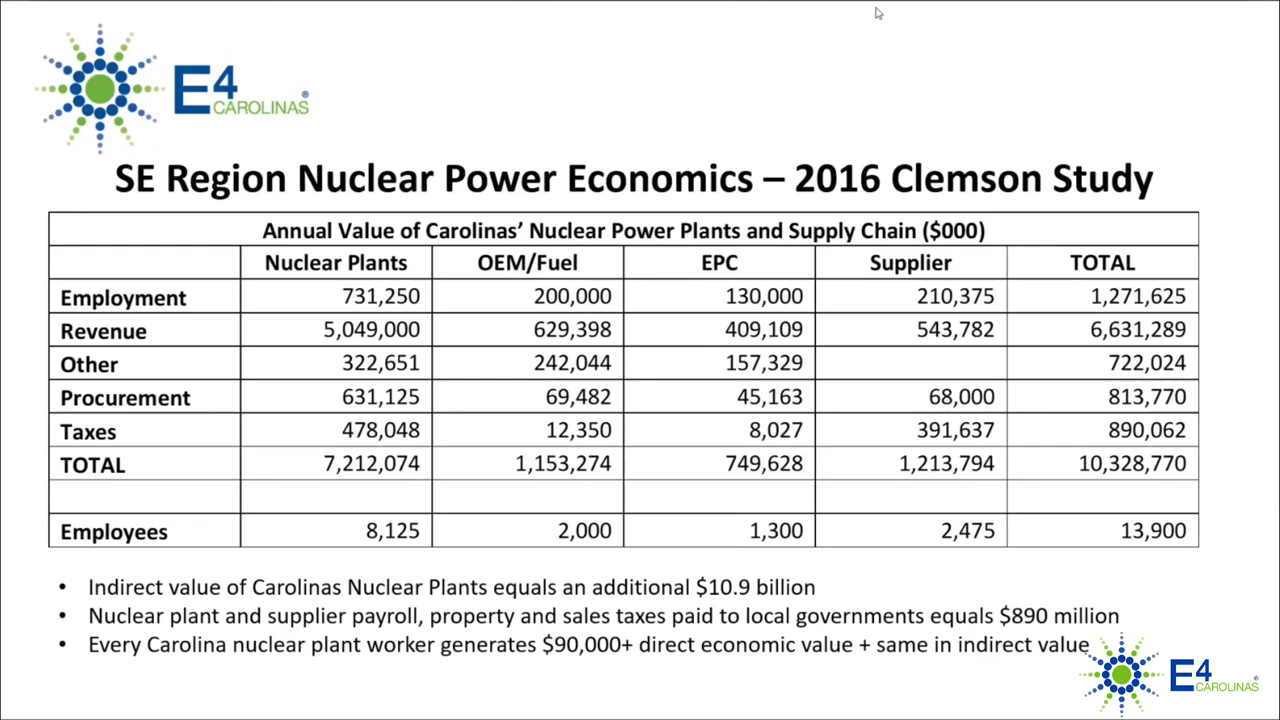 E4
CAROLINAS®
SE Region Nuclear Power Economics – 2016 Clemson Study
Annual Value of Carolinas’ Nuclear Power Plants and Supply Chain ($000)
Nuclear Plants OEM/Fuel EPC Supplier TOTAL
Employment 731,250 200,000 130,000 210,375 1,271,625
Revenue 5,049,000 629,398 409,109 543,782 6,631,289
Other 322,651 242,044 157,329 722,024
Procurement 631,125 69,482 45,163 68,000 813,770
Taxes 478,048 12,350 8,027 391,637 890,062
TOTAL 7,212,074 1,153,274 749,628 1,213,794 10,328,770
Employees 8,125 2,000 1,300 2,475 13,900
• Indirect value of Carolinas Nuclear Plants equals an additional $10.9 billion
• Nuclear plant and supplier payroll, property and sales taxes paid to local governments equals $890 million
• Every Carolina nuclear plant worker generates $90,000+ direct economic value + same in indirect value
E4
CAROLINAS®